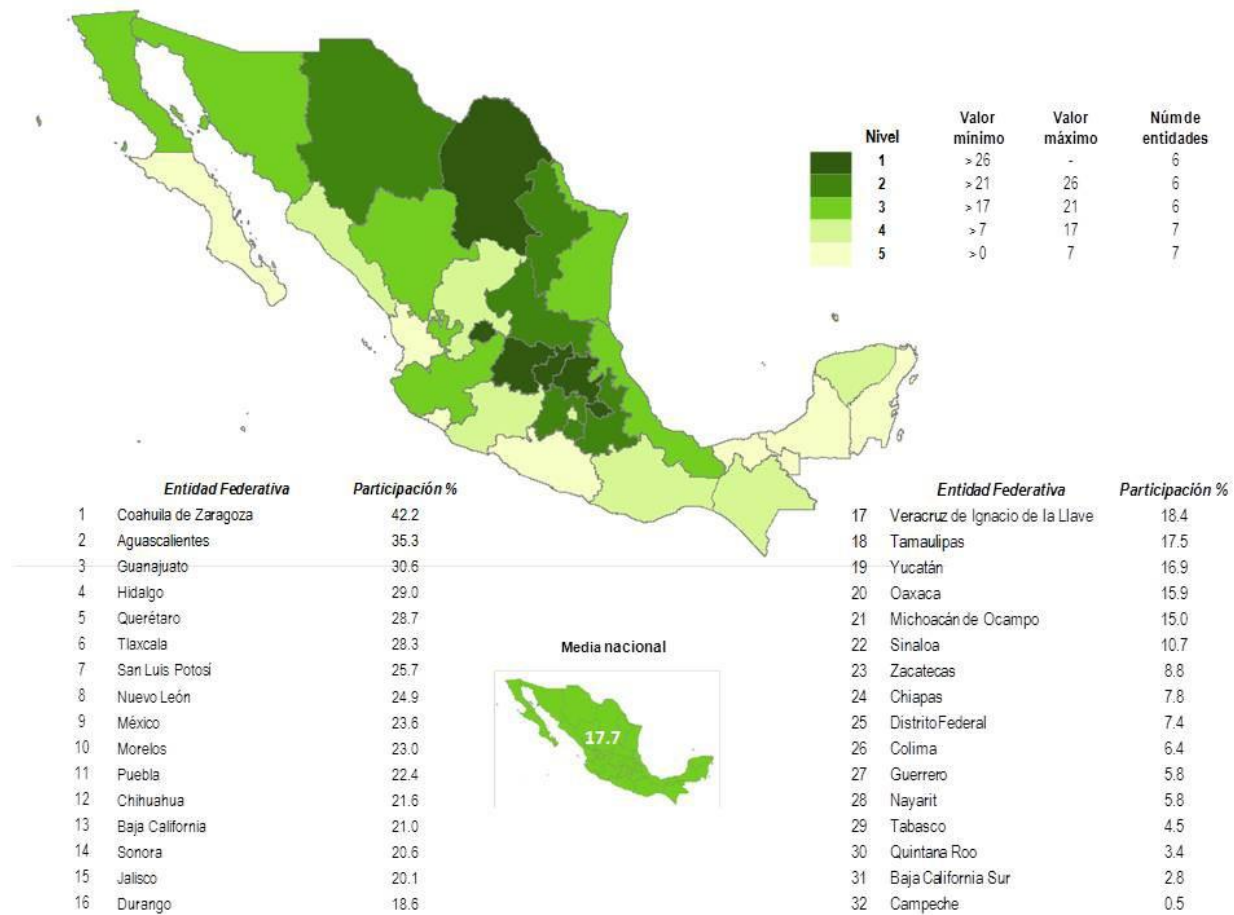 Nivel Valor mínimo Valor máximo Núm de entidades
1 > 26 - 6
2 > 21 26 6
3 > 17 21 6
4 > 7 17 7
5 > 0 7 7
Entidad Federativa Participación %
1 Coahuila de Zaragoza 42.2
2 Aguascalientes 35.3
3 Guanajuato 30.6
4 Hidalgo 29.0
5 Querétaro 28.7
6 Tlaxcala 28.3
7 San Luis Potosí 25.7
8 Nuevo León 24.9
9 México 23.6
10 Morelos 23.0
11 Puebla 22.4
12 Chihuahua 21.6
13 Baja California 21.0
14 Sonora 20.6
15 Jalisco 20.1
16 Durango 18.6
Media nacional
17.7
Entidad Federativa Participación %
17 Veracruz de Ignacio de la Llave 18.4
18 Tamaulipas 17.5
19 Yucatán 16.9
20 Oaxaca 15.9
21 Michoacán de Ocampo 15.0
22 Sinaloa 10.7
23 Zacatecas 8.8
24 Chiapas 7.8
25 Distrito Federal 7.4
26 Colima 6.4
27 Guerrero 5.8
28 Nayarit 5.8
29 Tabasco 4.5
30 Quintana Roo 3.4
31 Baja California Sur 2.8
32 Campeche 0.5